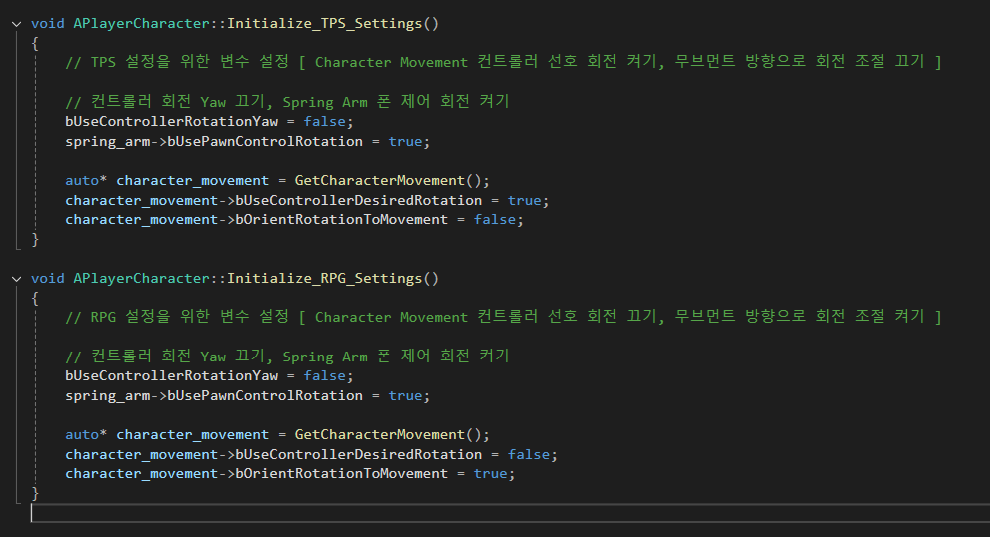 void APlayerCharacter::Initialize_TPS_Settings()
{
// TPS 설정을 위한 변수 설정 [ Character Movement 컨트롤러 선호 회전 켜기, 무브먼트 방향으로 회전 조절 끄기 ]
// 컨트롤러 회전 Yaw 끄기, Spring Arm 폰 제어 회전 켜기
bUseControllerRotationYaw = false;
spring_arm->bUsePawnControlRotation = true;
auto* character_movement = GetCharacterMovement();
character_movement->bUseControllerDesiredRotation = true;
character_movement->bOrientRotationToMovement = false;
}
void APlayerCharacter::Initialize_RPG_Settings()
{
// RPG 설정을 위한 변수 설정 [ Character Movement 컨트롤러 선호 회전 끄기, 무브먼트 방향으로 회전 조절 켜기 ]
// 컨트롤러 회전 Yaw 끄기, Spring Arm 폰 제어 회전 켜기
bUseControllerRotationYaw = false;
spring_arm->bUsePawnControlRotation = true;
auto* character_movement = GetCharacterMovement();
character_movement->bUseControllerDesiredRotation = false;
character_movement->bOrientRotationToMovement = true;
}